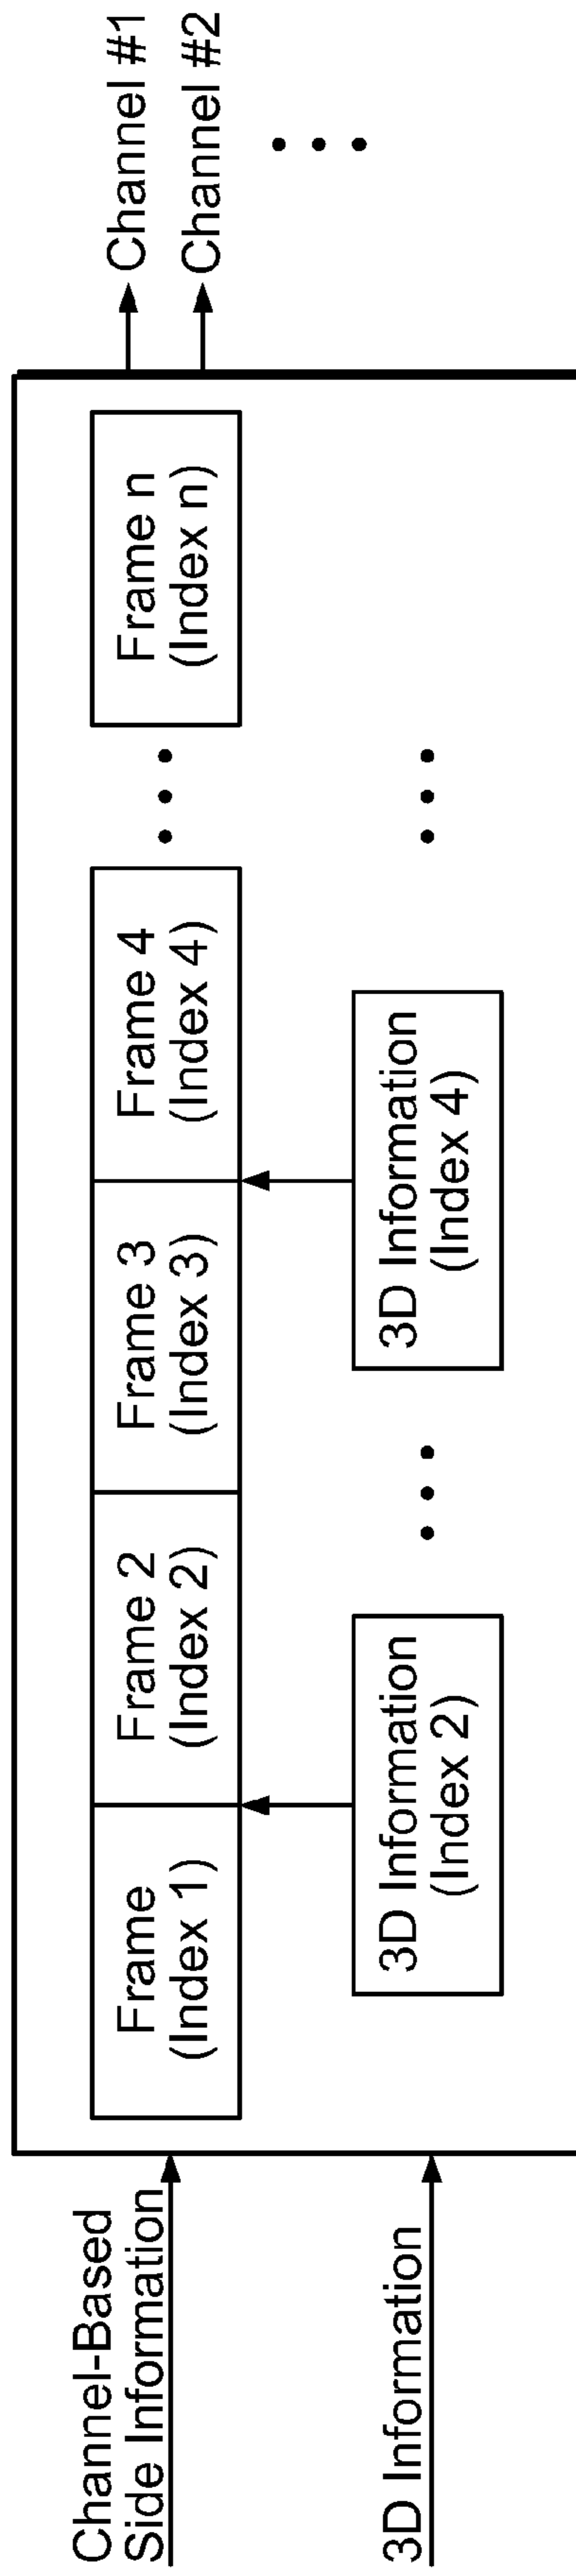 Channel-Based
Side Information
3D Information
Frame
(Index 1)
Frame 2
(Index 2)
Frame 3
(Index 3)
Frame 4
(Index 4)
Frame n
(Index n)
3D Information
(Index 2)
3D Information
(Index 4)
Channel #1
Channel #2